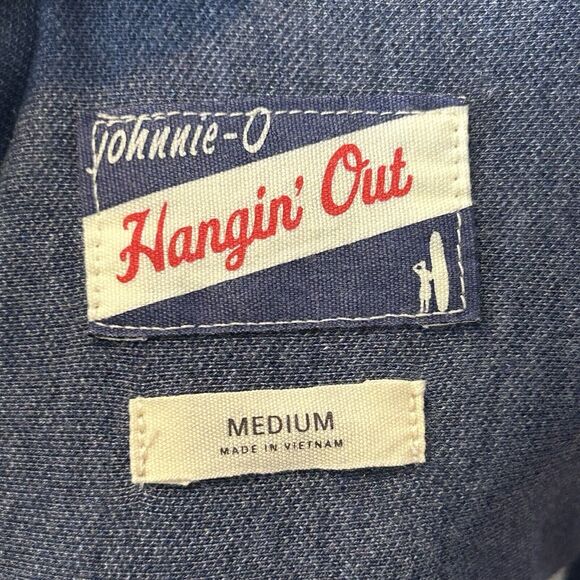 johnnie-O
Hangin' Out
MEDIUM
MADE IN VIETNAM